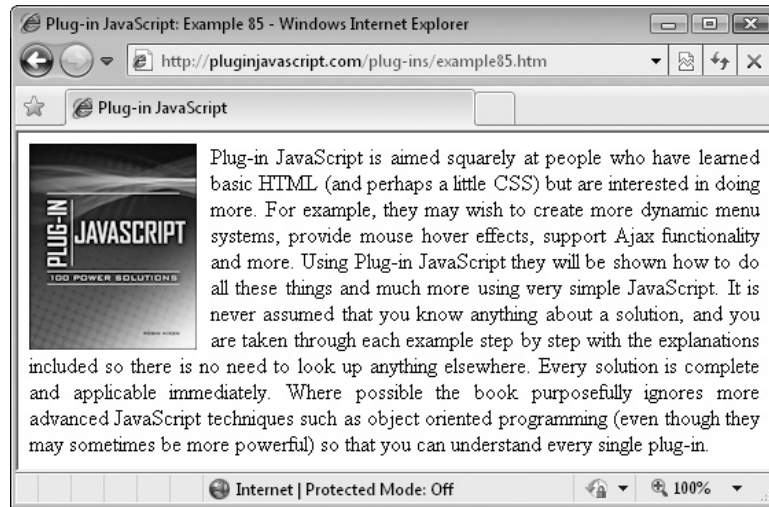 Plug-in JavaScript: Example 85 - Windows Internet Explorer
http://pluginjavascript.com/plug-ins/example85.htm
Plug-in JavaScript
PLUG-IN
JAVASCRIPT
100 POWER SOLUTIONS
ROBIN NIXON
Plug-in JavaScript is aimed squarely at people who have learned
basic HTML (and perhaps a little CSS) but are interested in doing
more. For example, they may wish to create more dynamic menu
systems, provide mouse hover effects, support Ajax functionality
and more. Using Plug-in JavaScript they will be shown how to do
all these things and much more using very simple JavaScript. It is
never assumed that you know anything about a solution, and you
are taken through each example step by step with the explanations
included so there is no need to look up anything elsewhere. Every solution is complete
and applicable immediately. Where possible the book purposefully ignores more
advanced JavaScript techniques such as object oriented programming (even though they
may sometimes be more powerful) so that you can understand every single plug-in.
Internet | Protected Mode: Off
100%